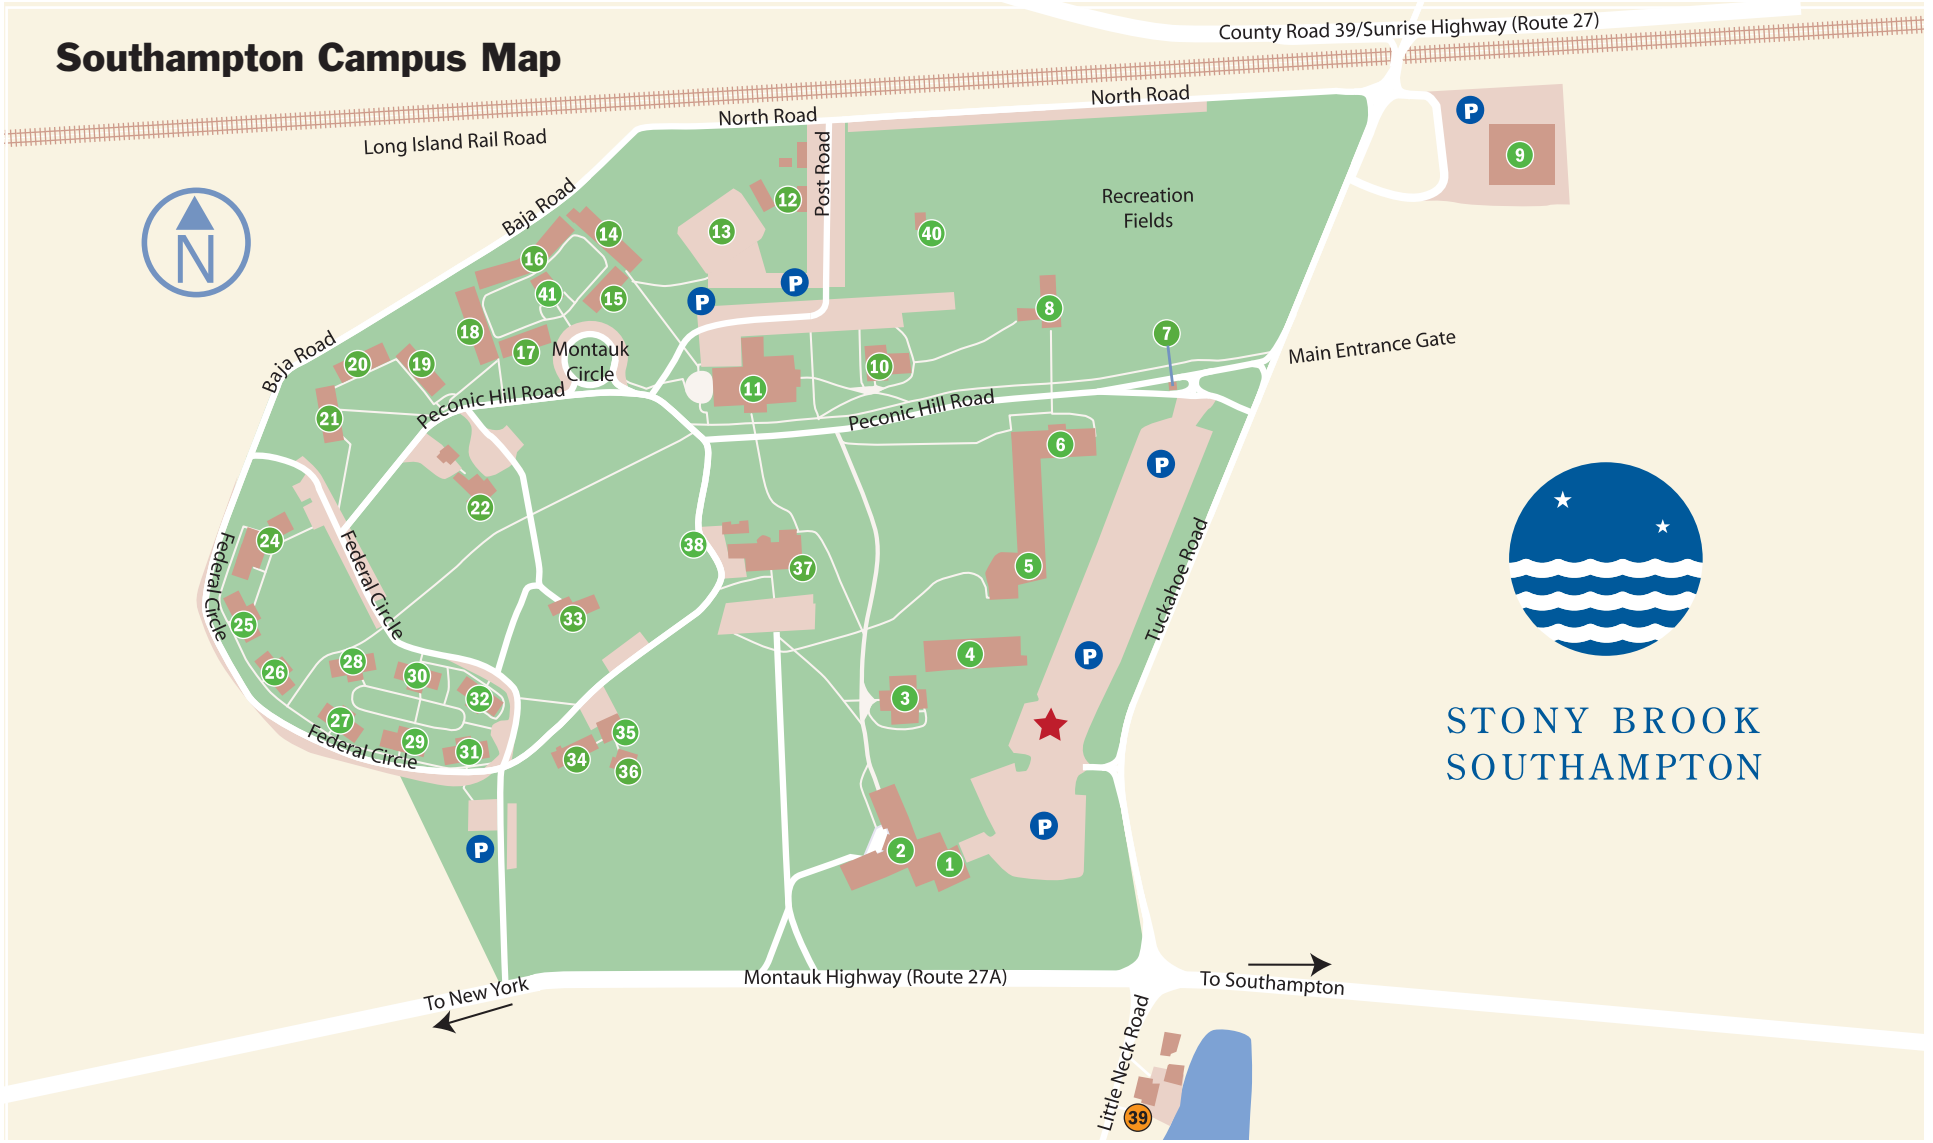 County Road 39/Sunrise Highway (Route 27)
Southampton Campus Map
North Road
North Road
Long Island Rail Road
P
9
Post Road
Baja Road
12
Recreation
Fields
N
13
14
40
16
P
41
15
P
8
18
7
Baja Road
17
Montauk
Circle
Main Entrance Gate
20
19
10
11
Peconic Hill Road
Peconic Hill Road
21
6
P
22
24
38
Federal Circle
Federal Circle
37
5
Tuckahoe Road
33
25
28
4
P
26
30
32
3
27
35
STONY BROOK
SOUTHAMPTON
Federal Circle
29
31
34
36
P
P
2
1
Montauk Highway (Route 27A)
To New York
To Southampton
Little Neck Road
39